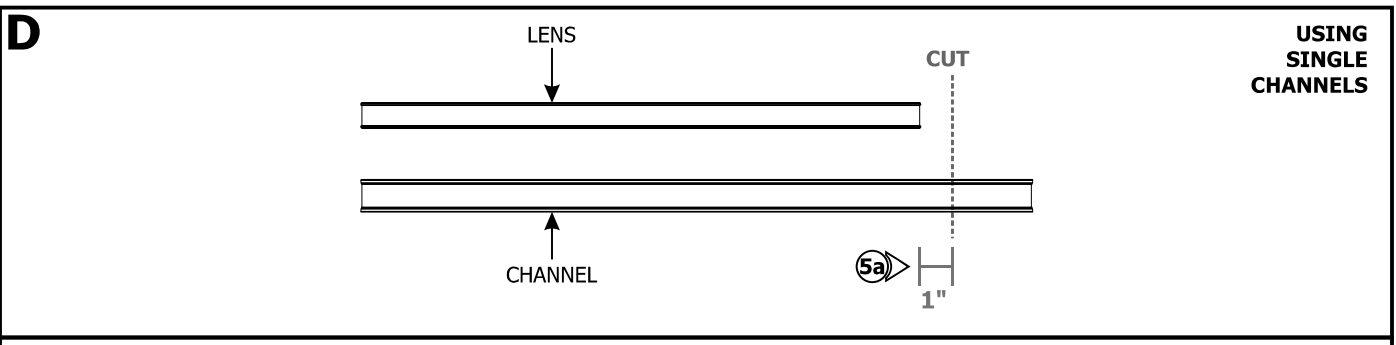 D
LENS
CUT
USING
SINGLE
CHANNELS
CHANNEL
5a
1"